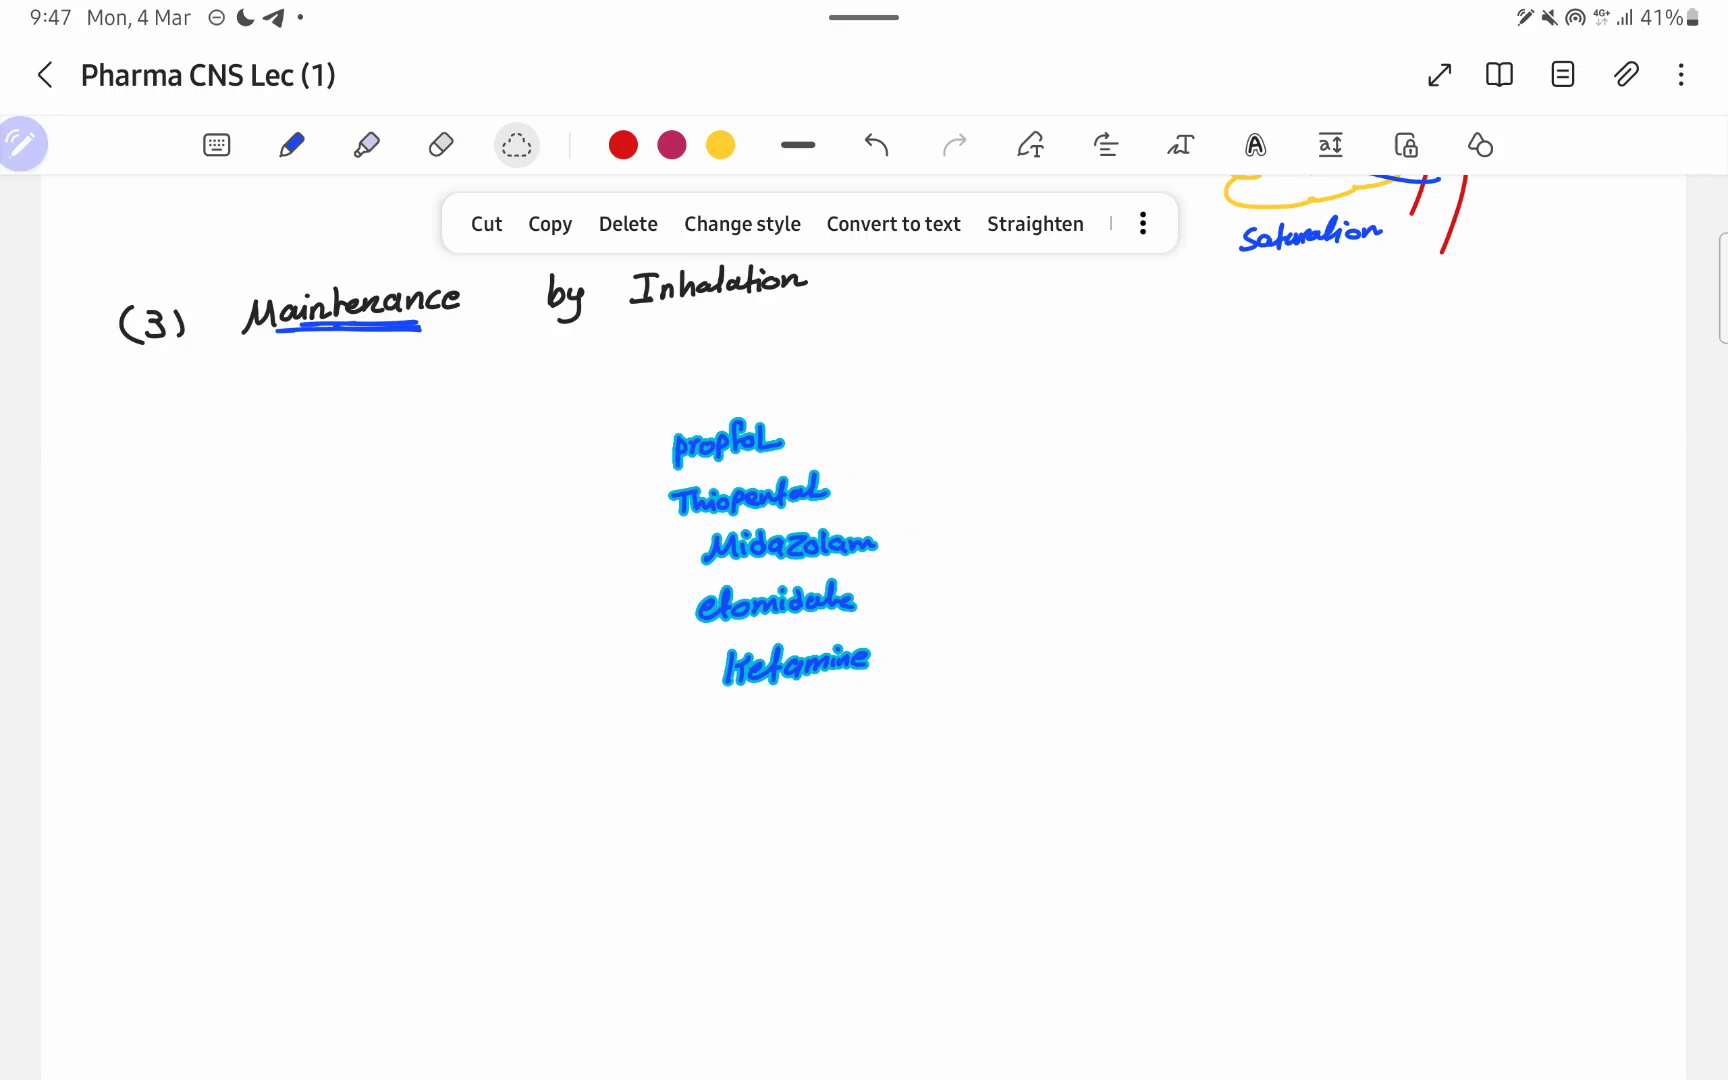 9:47 Mon, 4 Mar 4G+ 41%
Pharma CNS Lec (1)
Cut Copy Delete Change style Convert to text Straighten
Saturation
(3) Maintenance by Inhalation
propfol
Thiopental
Midazolam
etomidate
Ketamine